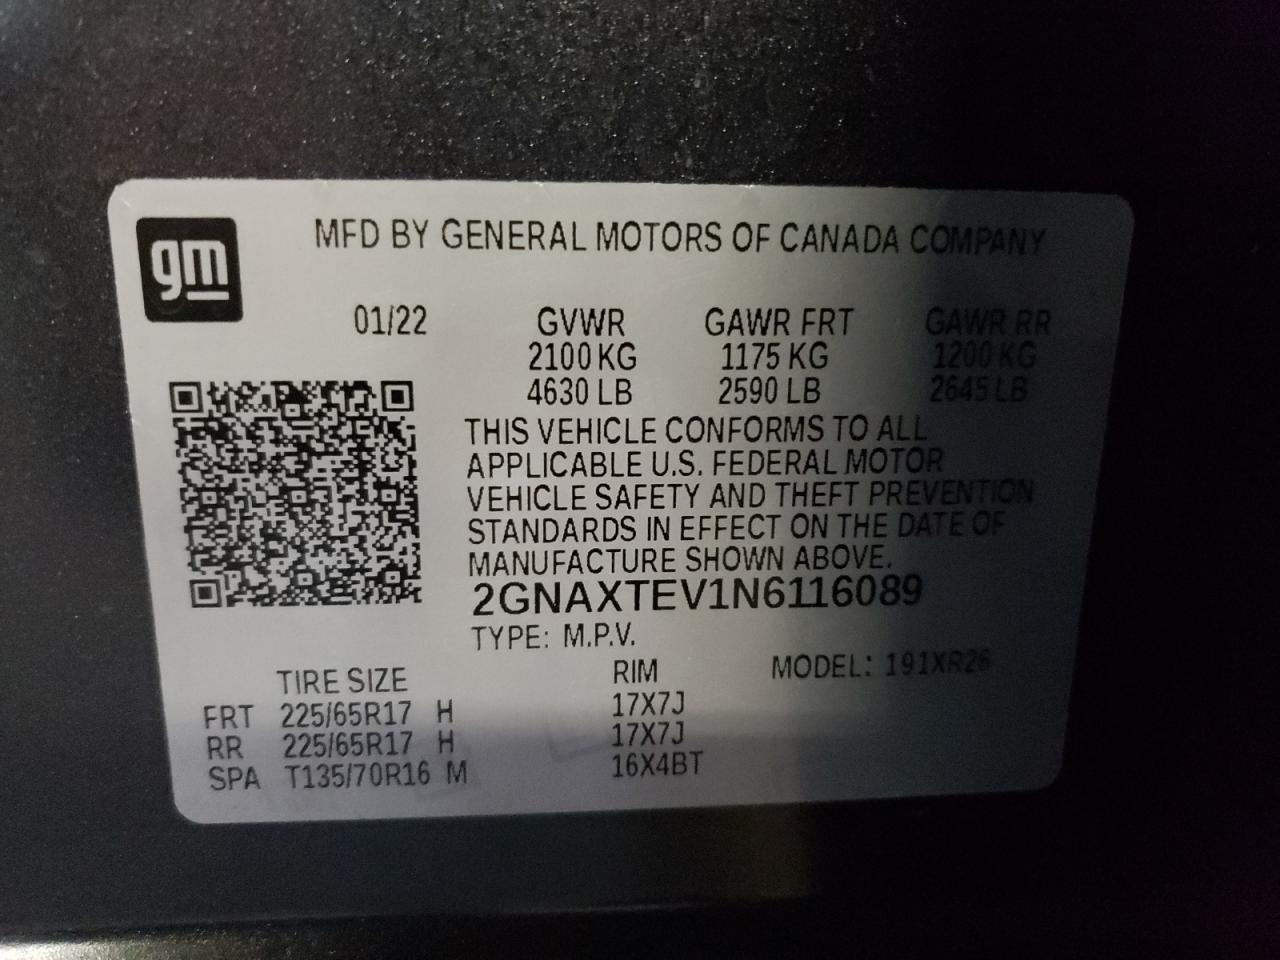 gm
MFD BY GENERAL MOTORS OF CANADA COMPANY
01/22 GVWR GAWR FRT GAWR RR
2100 KG 1175 KG 1200 KG
4630 LB 2590 LB 2645 LB
THIS VEHICLE CONFORMS TO ALL
APPLICABLE U.S. FEDERAL MOTOR
VEHICLE SAFETY AND THEFT PREVENTION
STANDARDS IN EFFECT ON THE DATE OF
MANUFACTURE SHOWN ABOVE.
2GNAXTEV1N6116089
TYPE: M.P.V.
TIRE SIZE RIM MODEL: 191XR26
FRT 225/65R17 H 17X7J
RR 225/65R17 H 17X7J
SPA T135/70R16 M 16X4BT